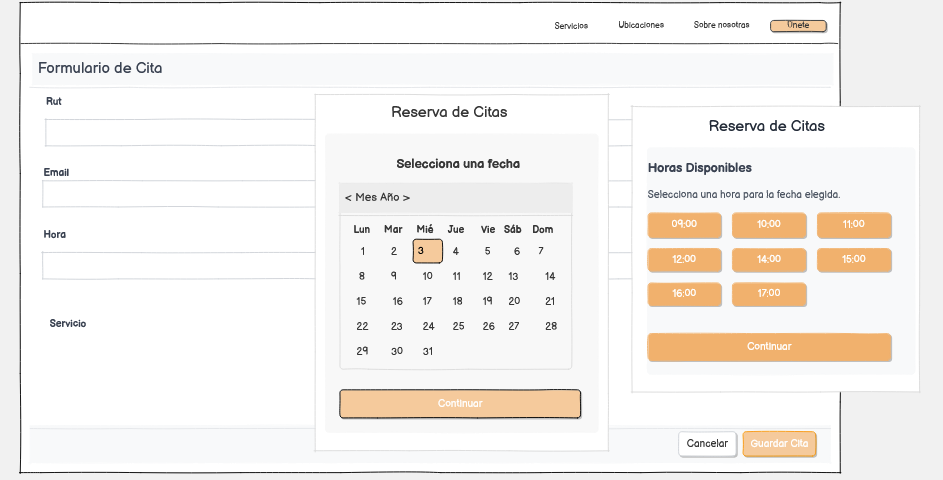 Servicios Ubicaciones Sobre nosotras Únete
Formulario de Cita
Rut
Email
Hora
Servicio
Reserva de Citas
Selecciona una fecha
< Mes Año >
Lun Mar Mié Jue Vie Sáb Dom
1 2 3 4 5 6 7
8 9 10 11 12 13 14
15 16 17 18 19 20 21
22 23 24 25 26 27 28
29 30 31
Continuar
Reserva de Citas
Horas Disponibles
Selecciona una hora para la fecha elegida.
09:00 10:00 11:00
12:00 14:00 15:00
16:00 17:00
Continuar
Cancelar Guardar Cita